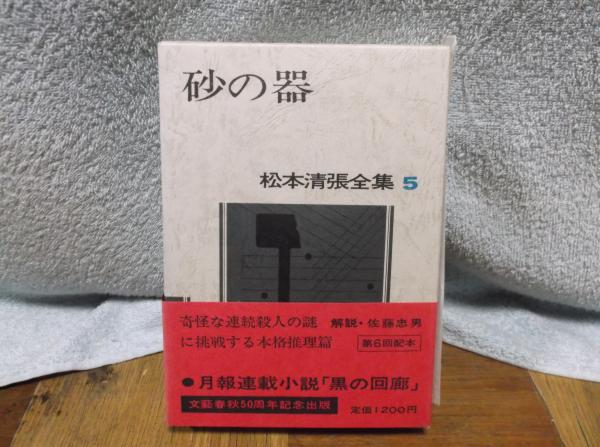 砂の器
松本清張全集 5
奇怪な連続殺人の謎
に挑戦する本格推理篇
解説・佐藤忠男
第6回配本
●月報連載小説「黒の回廊」
文藝春秋50周年記念出版
定価1200円